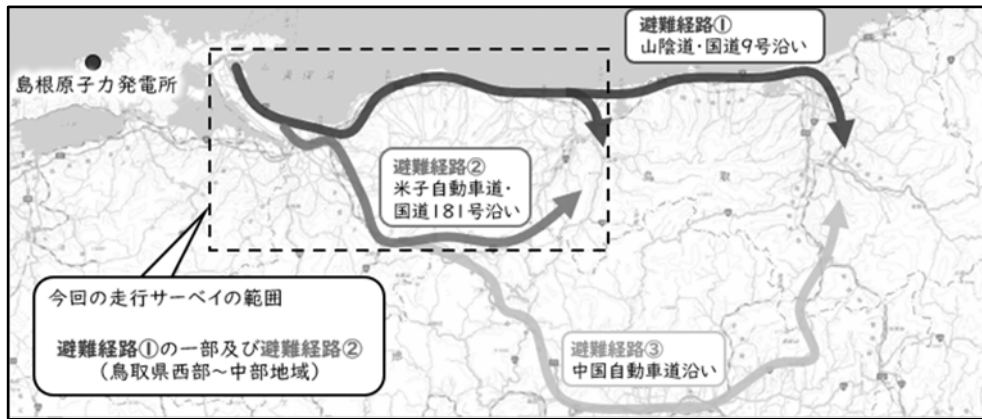 避難経路①
山陰道・国道9号沿い
島根原子力発電所
避難経路②
米子自動車道・
国道181号沿い
鳥取
今回の走行サーベイの範囲
避難経路①の一部及び避難経路②
（鳥取県西部～中部地域）
避難経路③
中国自動車道沿い